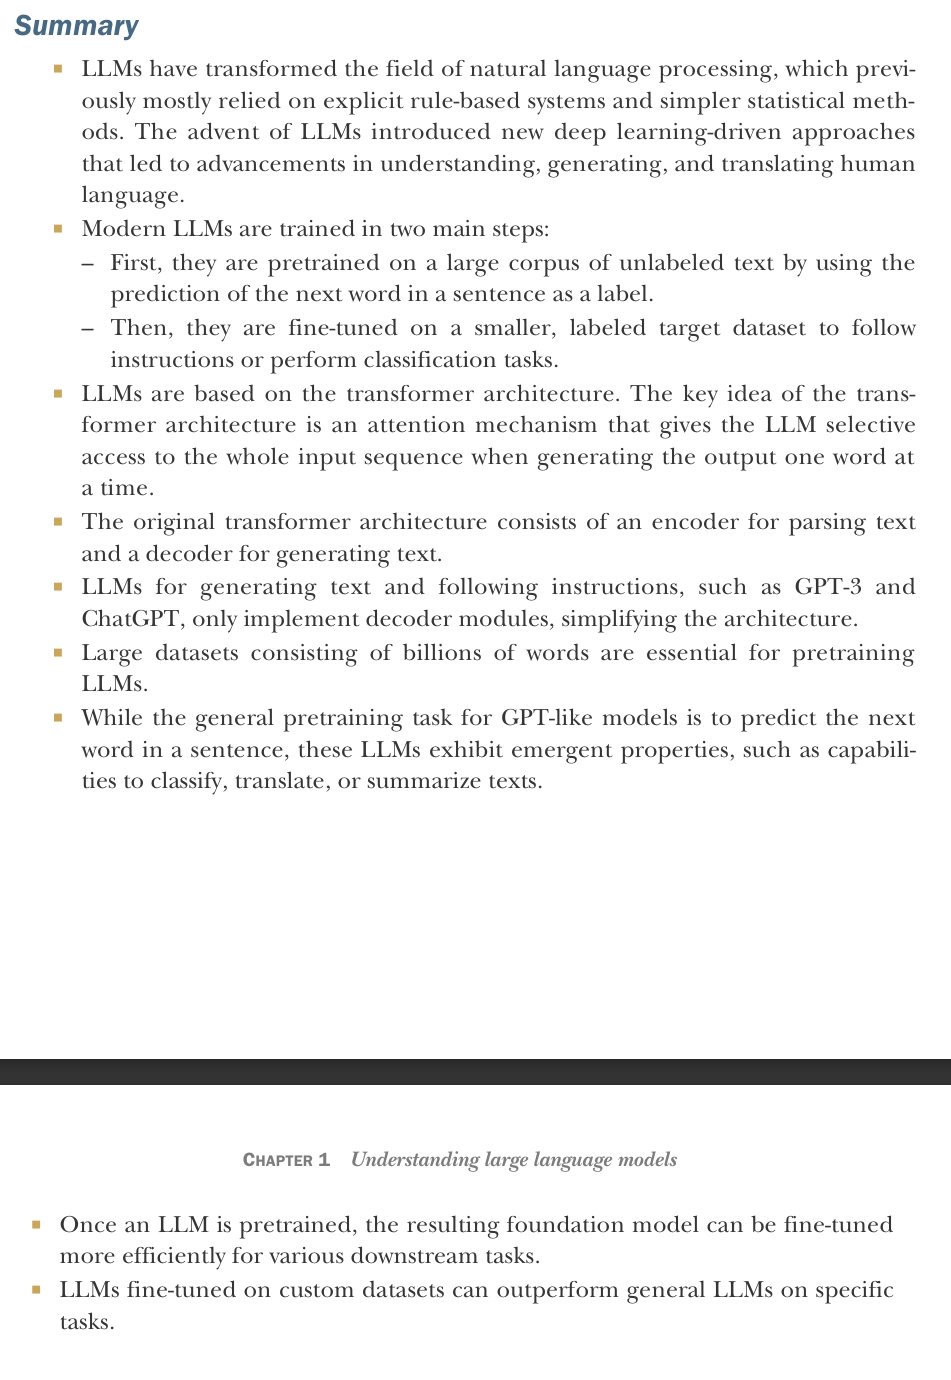 Summary
■ LLMs have transformed the field of natural language processing, which previ-
ously mostly relied on explicit rule-based systems and simpler statistical meth-
ods. The advent of LLMs introduced new deep learning-driven approaches
that led to advancements in understanding, generating, and translating human
language.
■ Modern LLMs are trained in two main steps:
– First, they are pretrained on a large corpus of unlabeled text by using the
prediction of the next word in a sentence as a label.
– Then, they are fine-tuned on a smaller, labeled target dataset to follow
instructions or perform classification tasks.
■ LLMs are based on the transformer architecture. The key idea of the trans-
former architecture is an attention mechanism that gives the LLM selective
access to the whole input sequence when generating the output one word at
a time.
■ The original transformer architecture consists of an encoder for parsing text
and a decoder for generating text.
■ LLMs for generating text and following instructions, such as GPT-3 and
ChatGPT, only implement decoder modules, simplifying the architecture.
■ Large datasets consisting of billions of words are essential for pretraining
LLMs.
■ While the general pretraining task for GPT-like models is to predict the next
word in a sentence, these LLMs exhibit emergent properties, such as capabili-
ties to classify, translate, or summarize texts.
CHAPTER 1 Understanding large language models
■ Once an LLM is pretrained, the resulting foundation model can be fine-tuned
more efficiently for various downstream tasks.
■ LLMs fine-tuned on custom datasets can outperform general LLMs on specific
tasks.